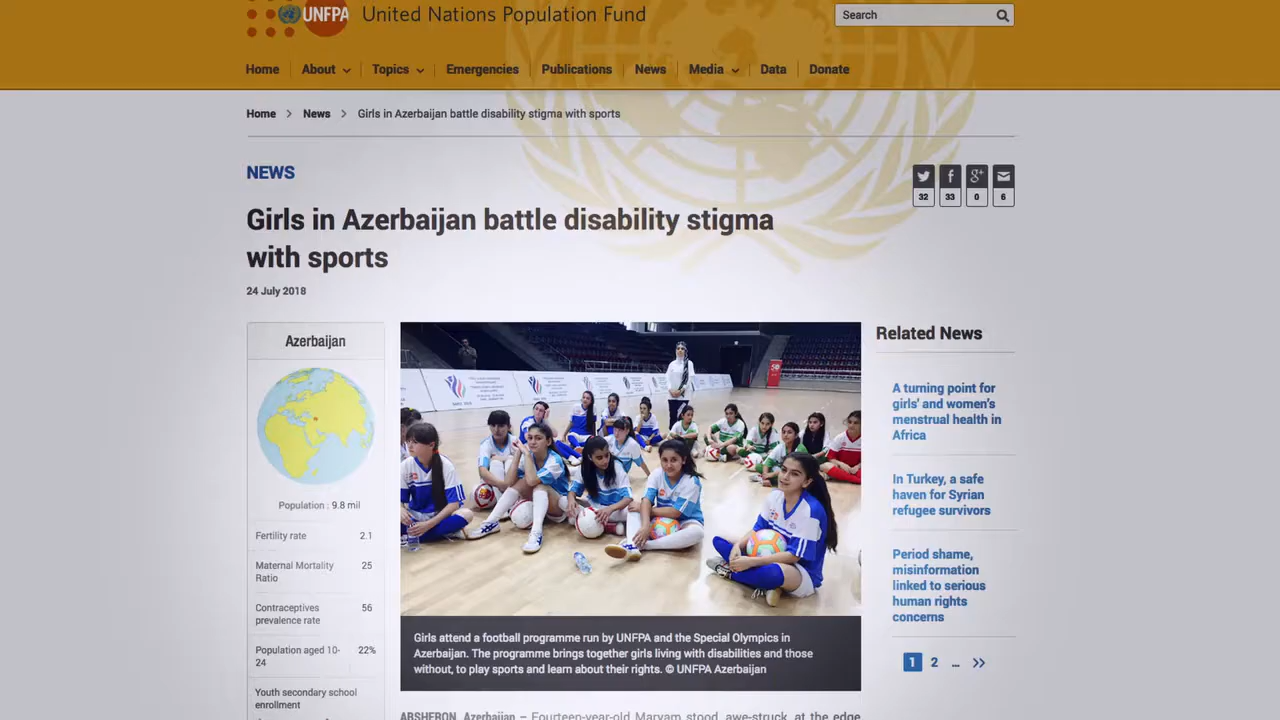 UNFPA
United Nations Population Fund
Search
Home
About
Topics
Emergencies
Publications
News
Media
Data
Donate
Home
News
Girls in Azerbaijan battle disability stigma with sports
NEWS
32
33
0
6
Girls in Azerbaijan battle disability stigma
with sports
24 July 2018
Azerbaijan
Population : 9.8 mil
Fertility rate 2.1
Maternal Mortality 25
Ratio
Contraceptives 56
prevalence rate
Population aged 10- 22%
24
Youth secondary school
enrollment
Girls attend a football programme run by UNFPA and the Special Olympics in
Azerbaijan. The programme brings together girls living with disabilities and those
without, to play sports and learn about their rights. © UNFPA Azerbaijan
ABSHERON, Azerbaijan – Fourteen-year-old Maryam stood, awe-struck, at the edge
Related News
A turning point for
girls' and women's
menstrual health in
Africa
In Turkey, a safe
haven for Syrian
refugee survivors
Period shame,
misinformation
linked to serious
human rights
concerns
1 2 ... >>